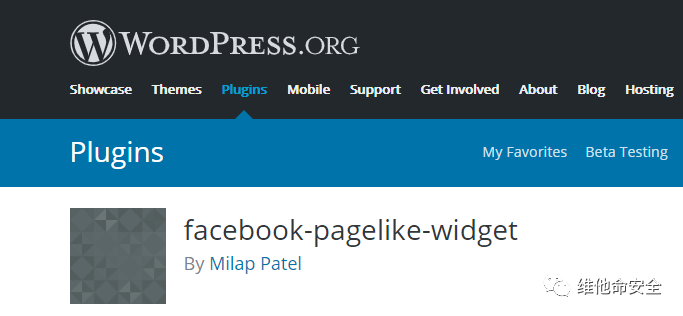 WORDPRESS.ORG
Showcase Themes Plugins Mobile Support Get Involved About Blog Hosting
Plugins
My Favorites Beta Testing
facebook-pagelike-widget
By Milap Patel
维他命安全